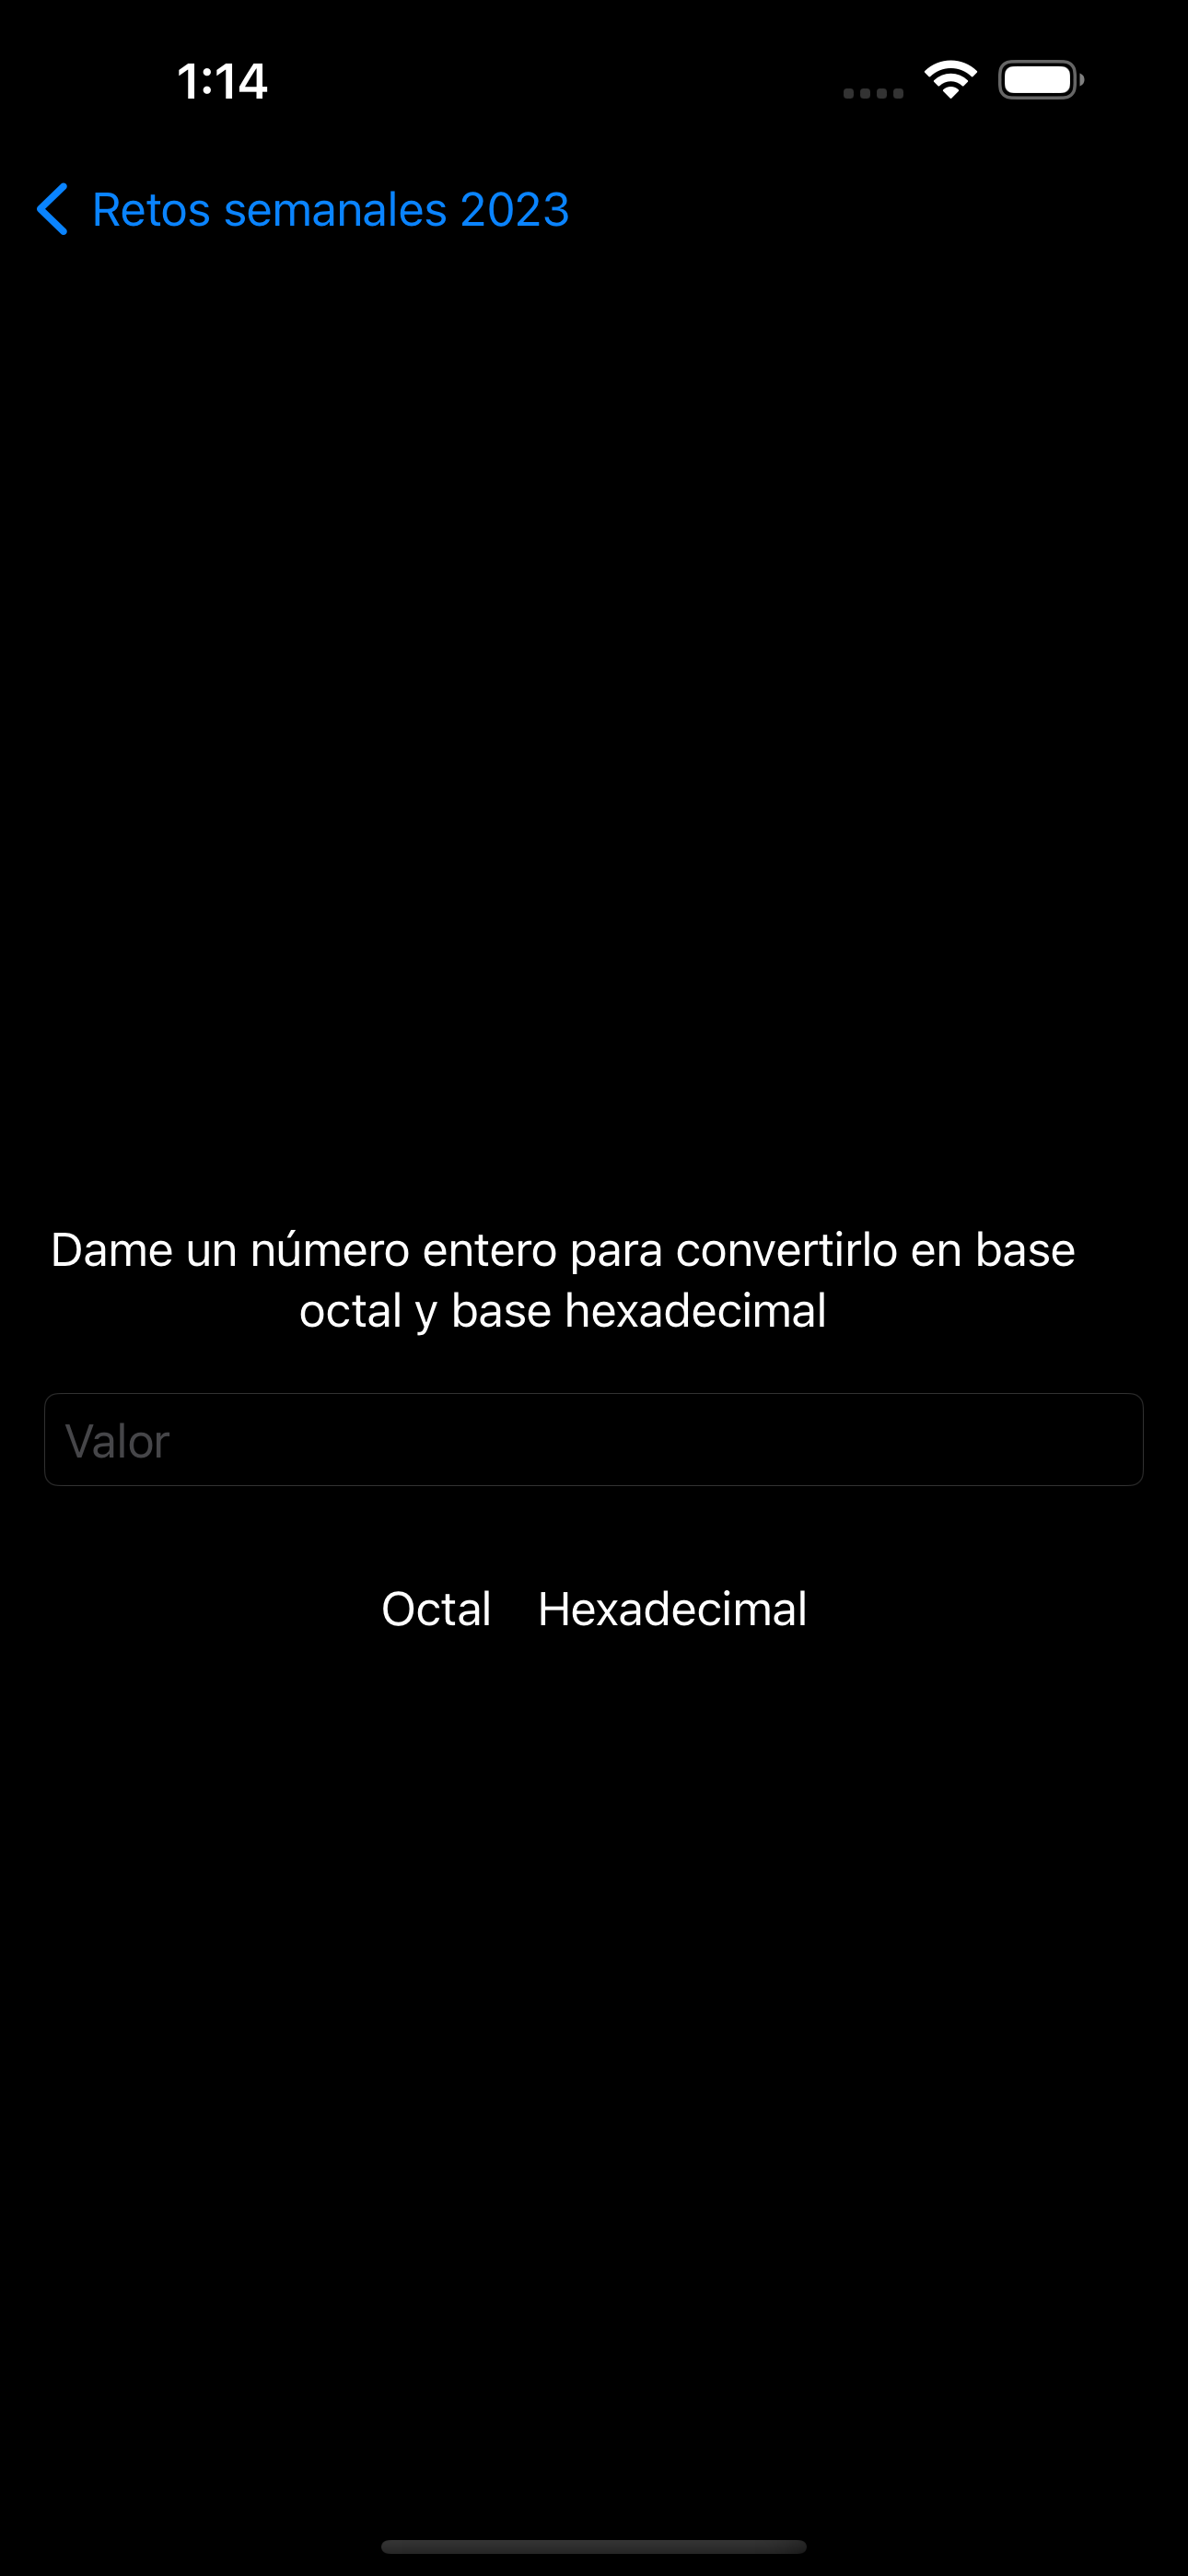 1:14
Retos semanales 2023
Dame un número entero para convertirlo en base
octal y base hexadecimal
Valor
Octal Hexadecimal